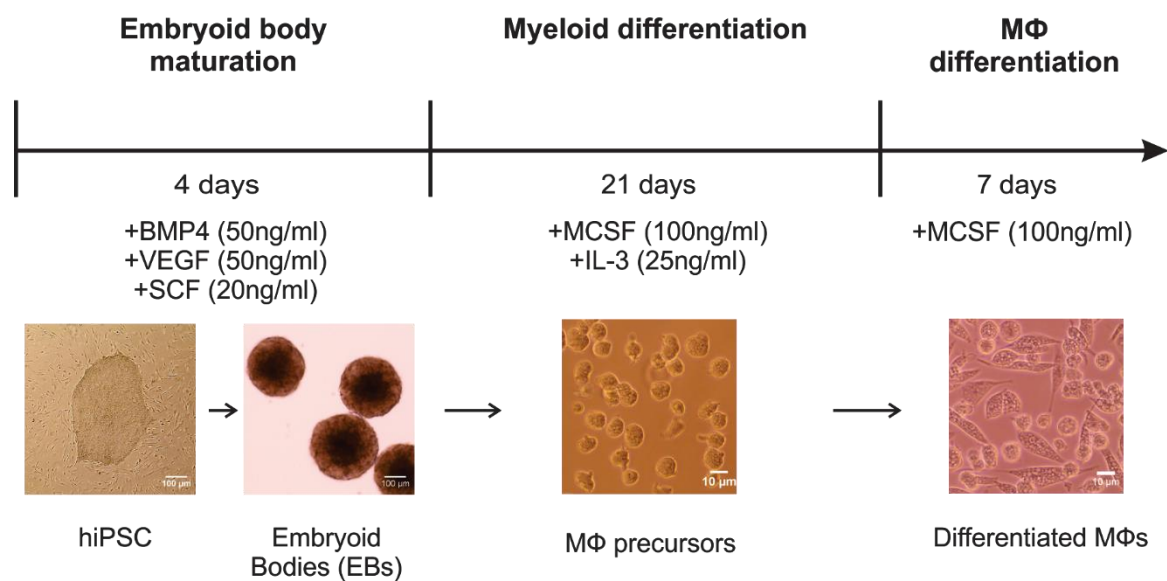 Embryoid body
maturation
Myeloid differentiation
MΦ
differentiation
4 days
21 days
7 days
+BMP4 (50ng/ml)
+VEGF (50ng/ml)
+SCF (20ng/ml)
+MCSF (100ng/ml)
+IL-3 (25ng/ml)
+MCSF (100ng/ml)
100 µm
100 µm
10 µm
10 µm
hiPSC
Embryoid
Bodies (EBs)
MΦ precursors
Differentiated MΦs